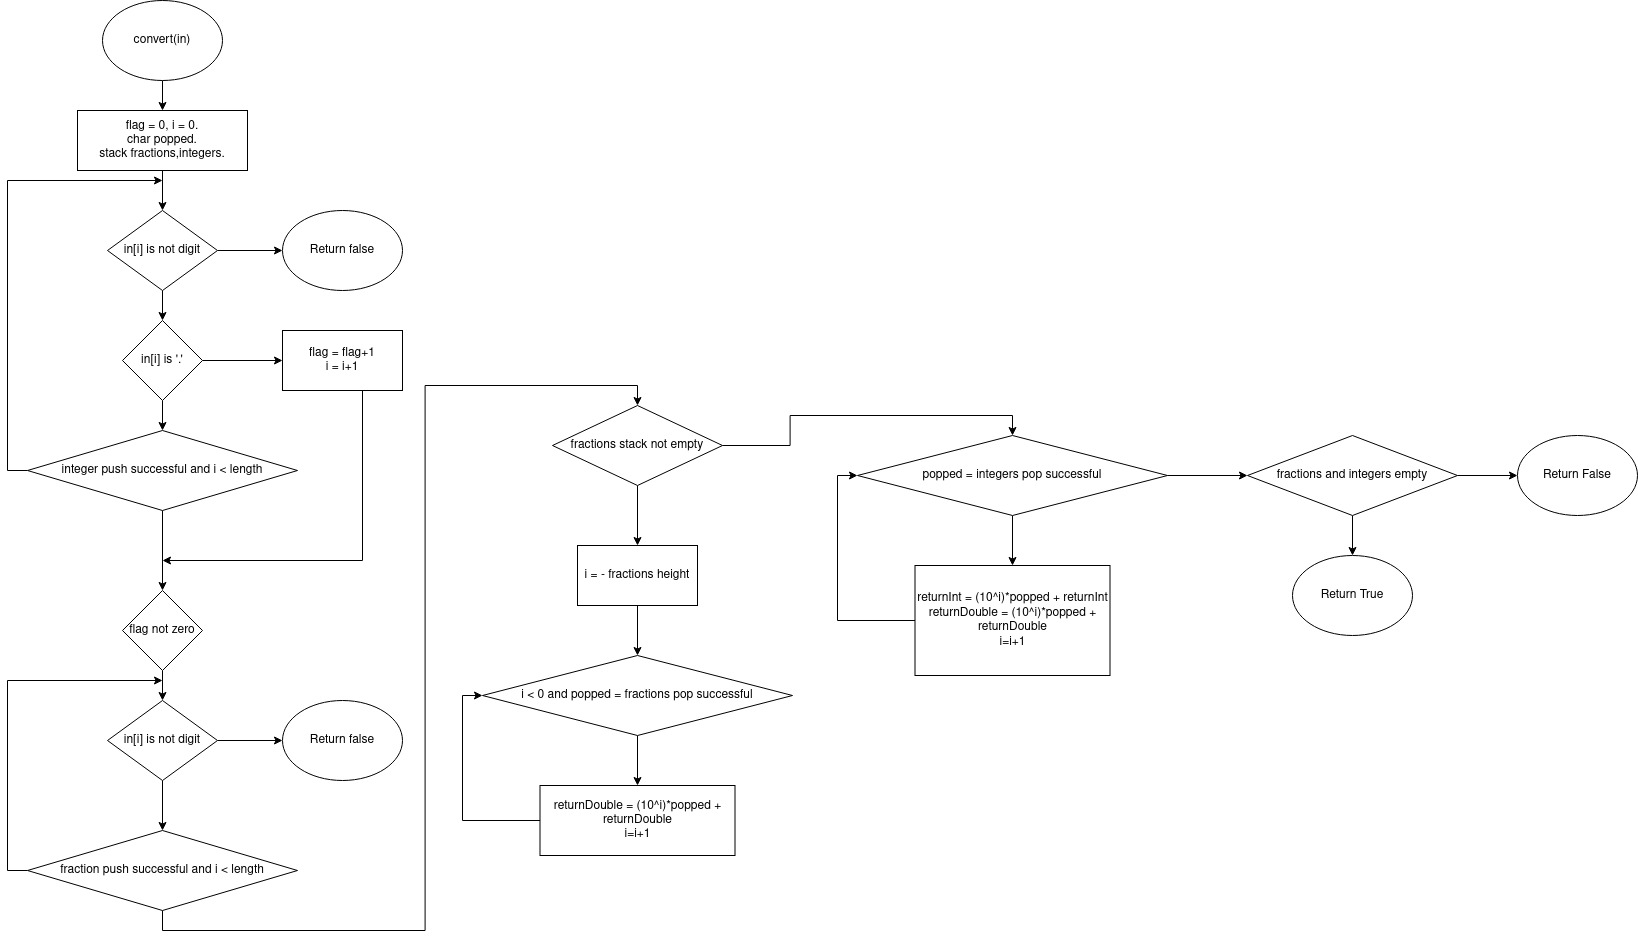 convert(in)
flag = 0, i = 0.
char popped.
stack fractions,integers.
in[i] is not digit
Return false
in[i] is '.'
flag = flag+1
i = i+1
integer push successful and i < length
flag not zero
in[i] is not digit
Return false
fraction push successful and i < length
fractions stack not empty
i = - fractions height
i < 0 and popped = fractions pop successful
returnDouble = (10^i)*popped +
returnDouble
i=i+1
popped = integers pop successful
returnInt = (10^i)*popped + returnInt
returnDouble = (10^i)*popped +
returnDouble
i=i+1
fractions and integers empty
Return False
Return True